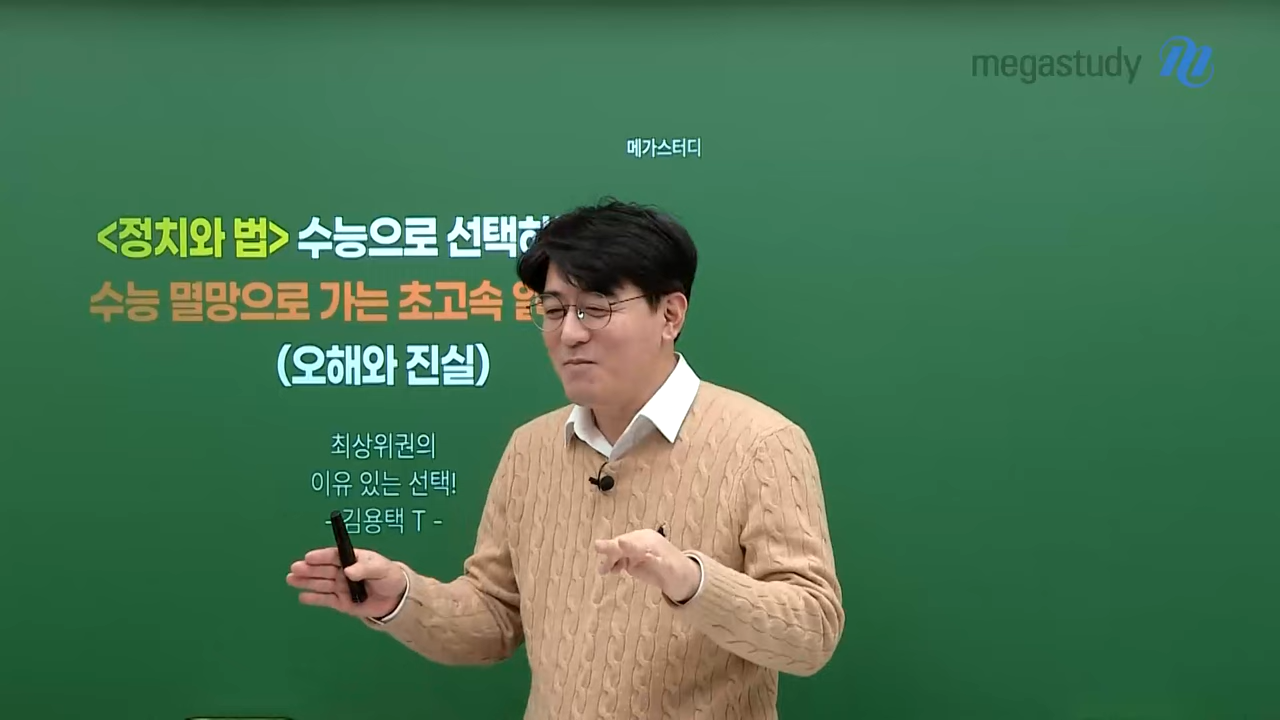 megastudy
메가스터디
<정치와 법> 수능으로 선택
수능 멸망으로 가는 초고속
(오해와 진실)
최상위권의
이유 있는 선택!
- 김용택 T -